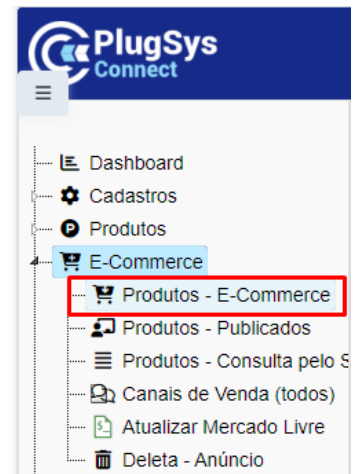 PlugSys
Connect
Dashboard
Cadastros
Produtos
E-Commerce
Produtos - E-Commerce
Produtos - Publicados
Produtos - Consulta pelo S
Canais de Venda (todos)
Atualizar Mercado Livre
Deleta - Anúncio